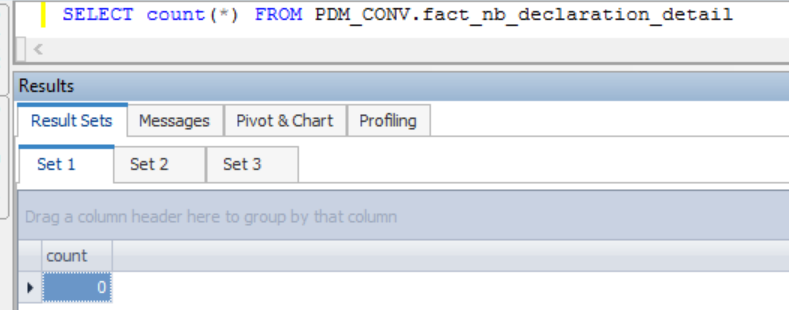 SELECT count(*) FROM PDM_CONV.fact_nb_declaration_detail
Results
Result Sets Messages Pivot & Chart Profiling
Set 1 Set 2 Set 3
Drag a column header here to group by that column
count
0